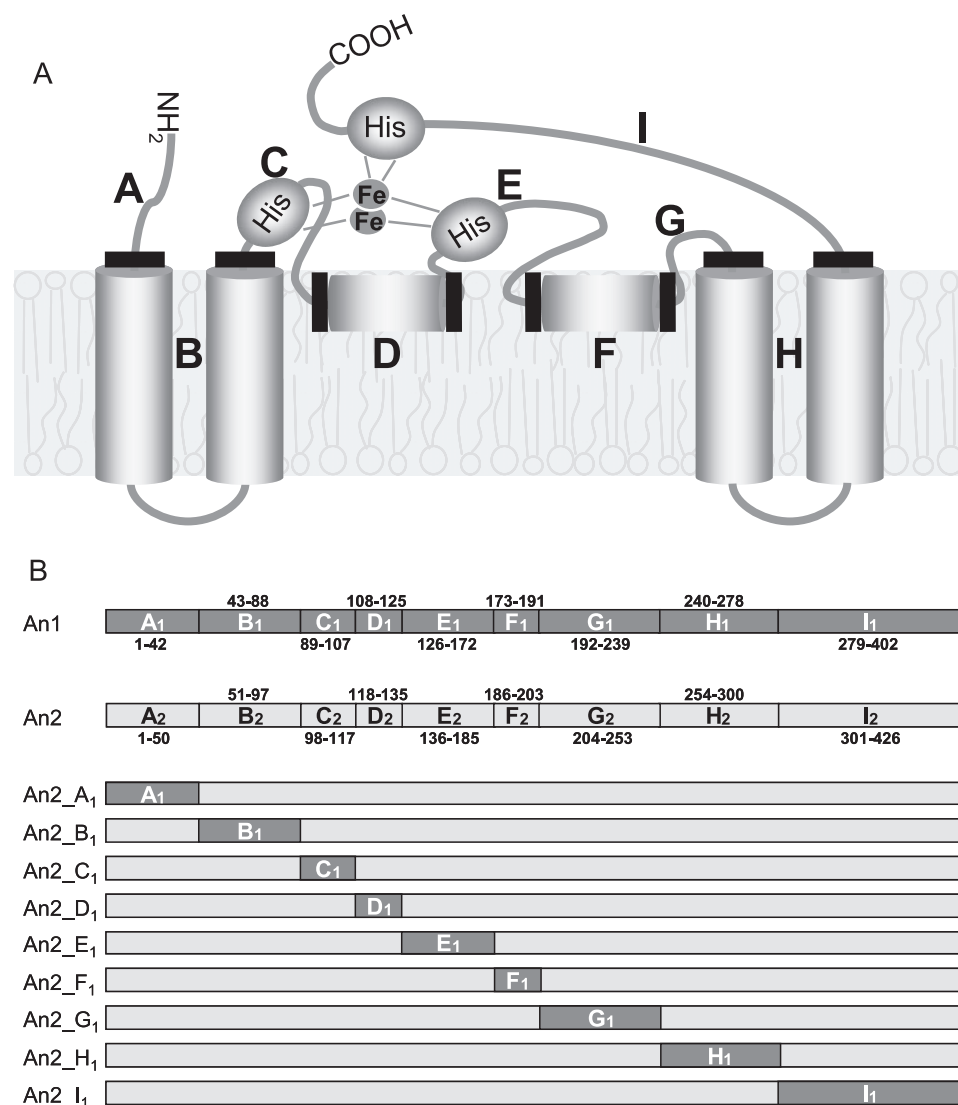 A
COOH
NH2
His
I
A
C
E
Fe
G
His
Fe
His
B
D
F
H
B
43-88 108-125 173-191 240-278
An1 A1 B1 C1 D1 E1 F1 G1 H1 I1
1-42 89-107 126-172 192-239 279-402
51-97 118-135 186-203 254-300
An2 A2 B2 C2 D2 E2 F2 G2 H2 I2
1-50 98-117 136-185 204-253 301-426
An2_A1 A1
An2_B1 B1
An2_C1 C1
An2_D1 D1
An2_E1 E1
An2_F1 F1
An2_G1 G1
An2_H1 H1
An2_I1 I1